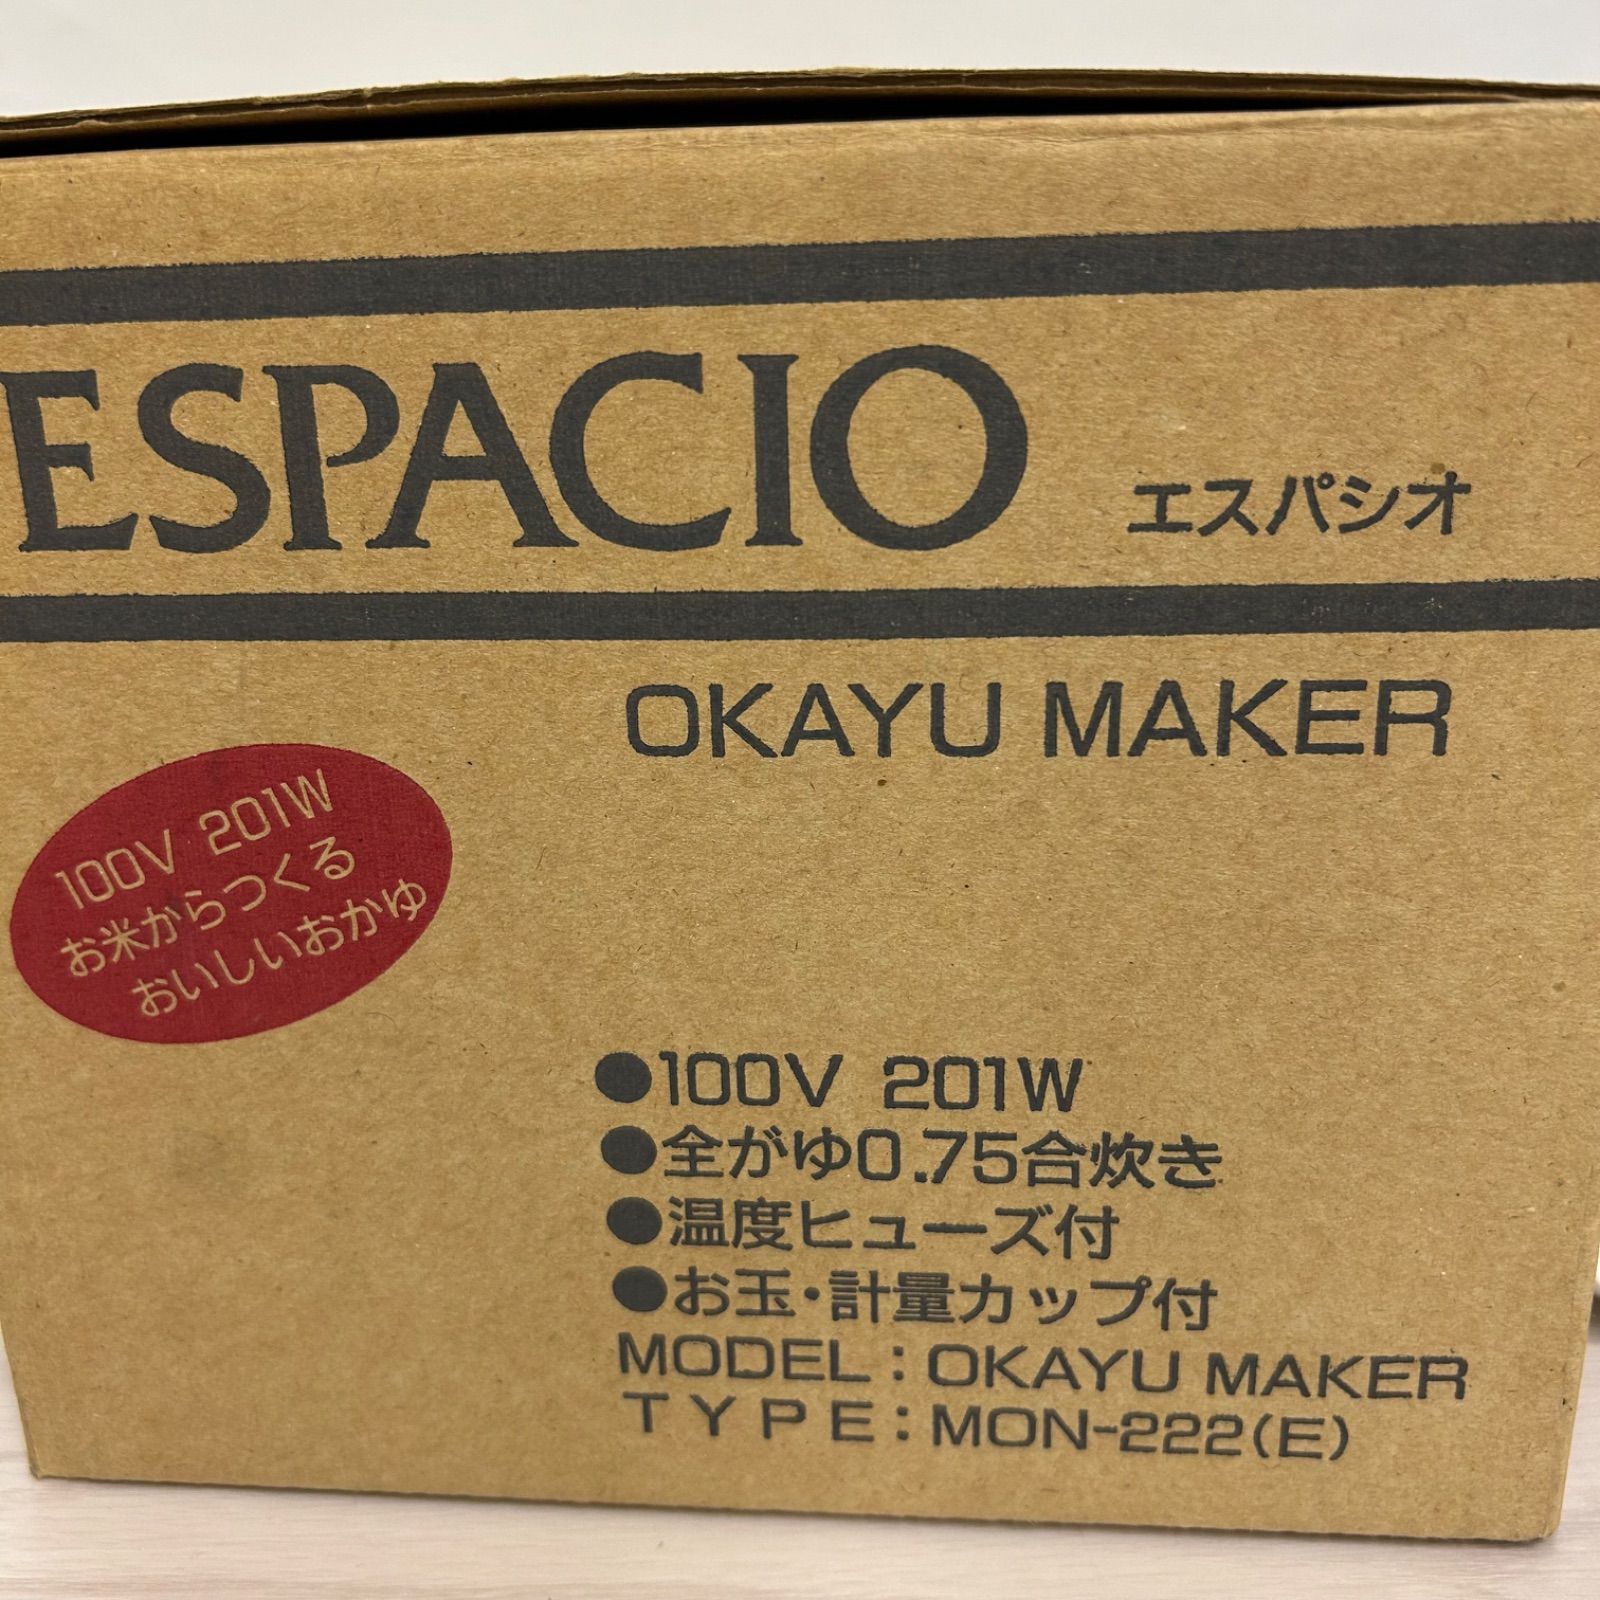 ESPACIO エスパシオ
OKAYU MAKER
100V 201W
お米からつくる
おいしいおかゆ
●100V 201W
●全がゆ0.75合炊き
●温度ヒューズ付
●お玉・計量カップ付
MODEL：OKAYU MAKER
TYPE：MON-222(E)